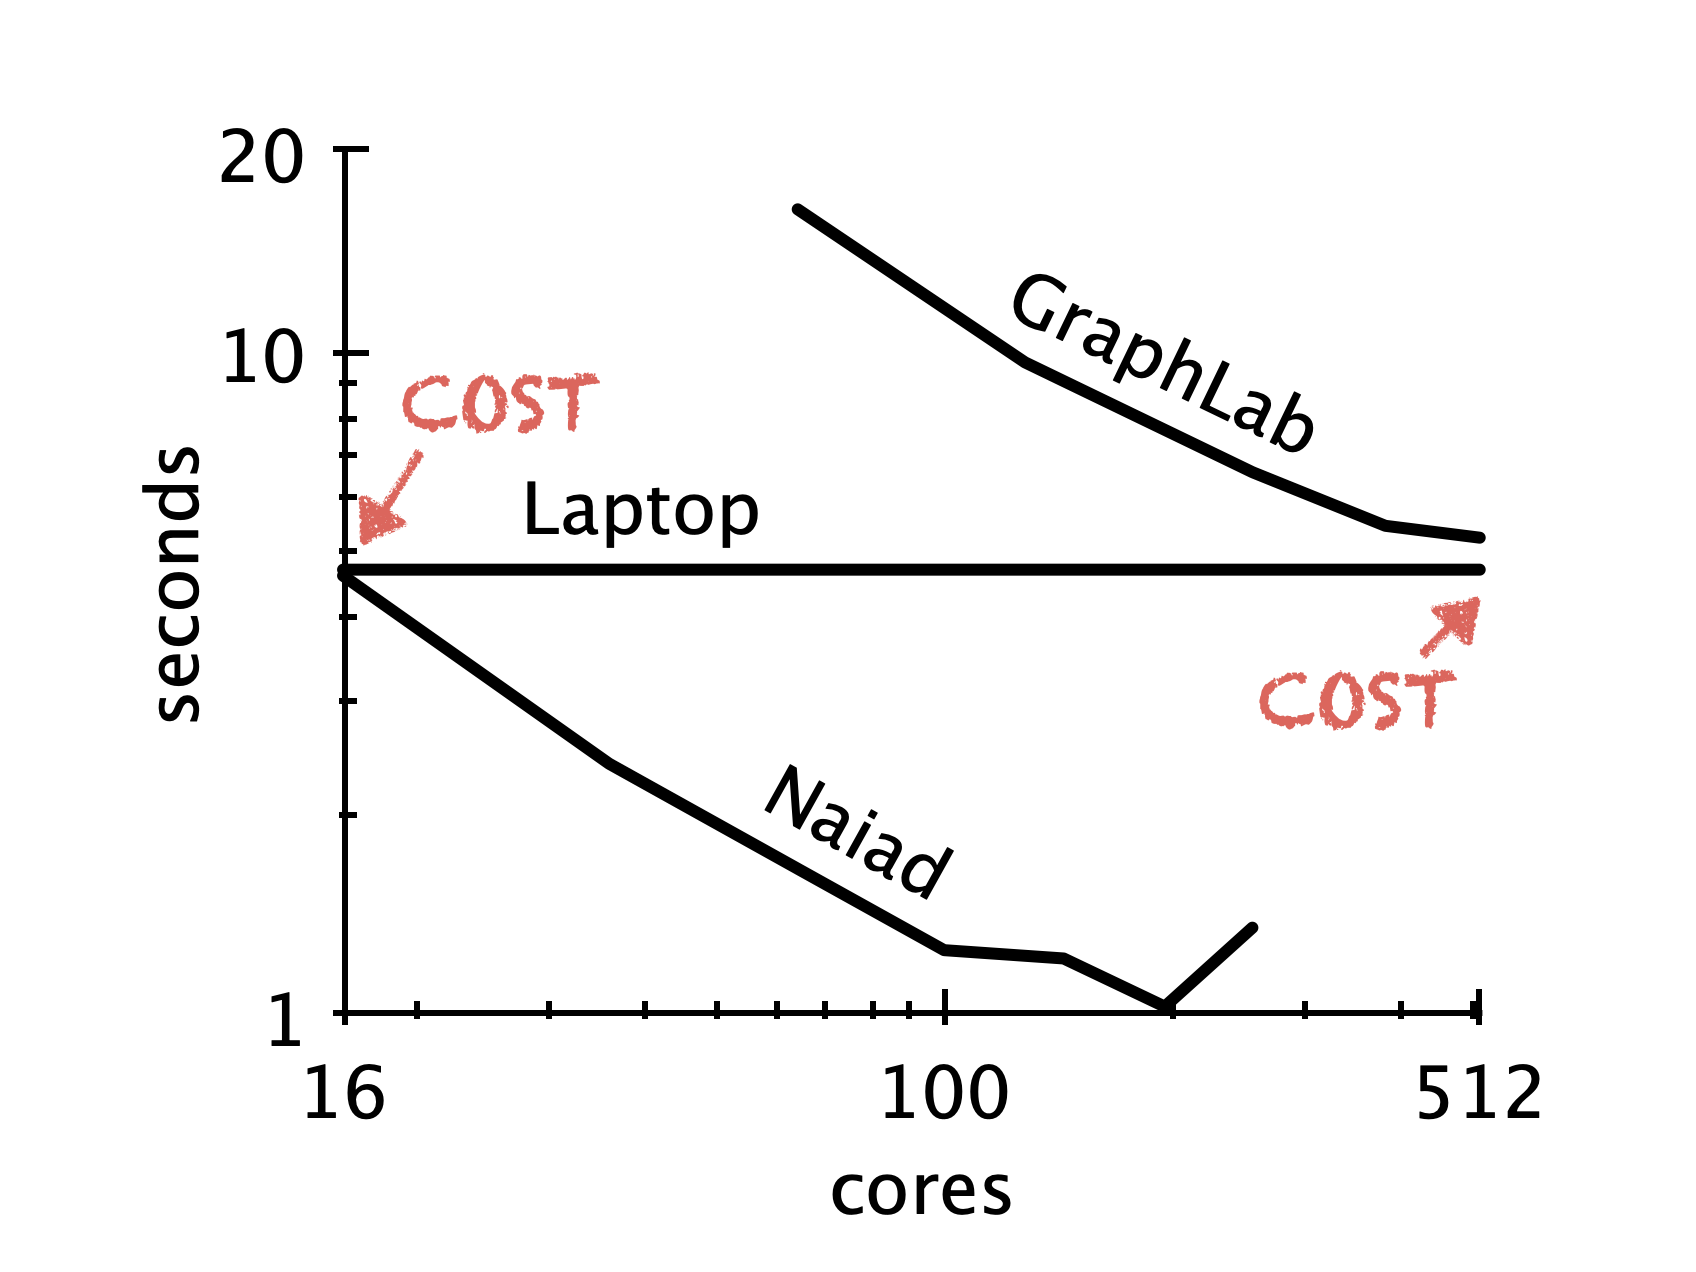 20
10
COST
GraphLab
Laptop
seconds
COST
Naiad
1
16
100
512
cores